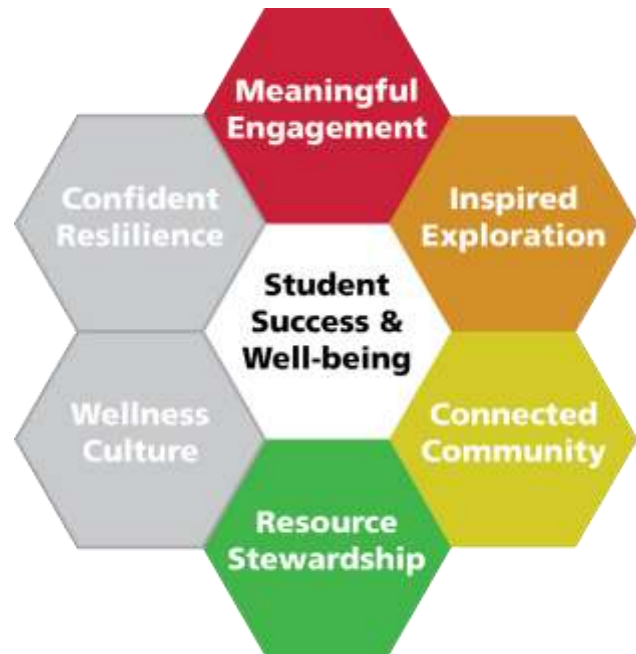 Meaningful
Engagement
Inspired
Exploration
Connected
Community
Resource
Stewardship
Wellness
Culture
Confident
Reslilience
Student
Success &
Well-being